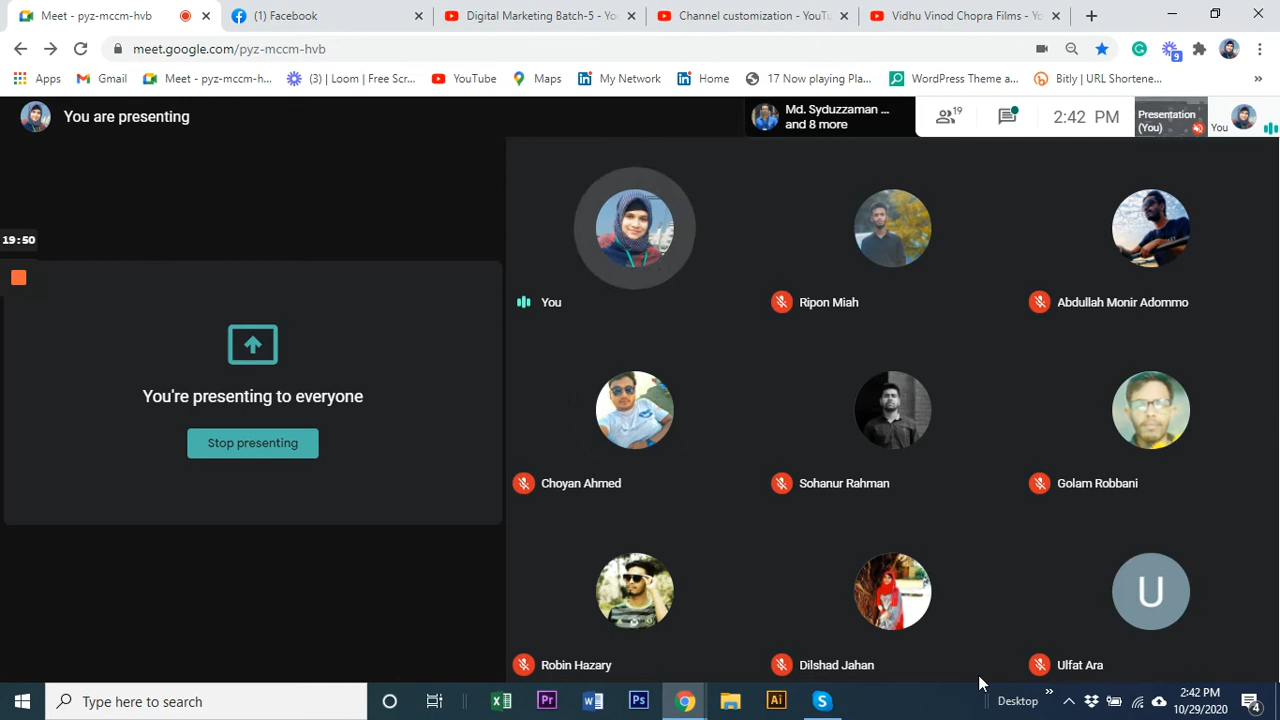 Meet - pyz-mccm-hvb
(1) Facebook
Digital Marketing Batch-5 - Yo
Channel customization - YouTu
Vidhu Vinod Chopra Films - Yo
meet.google.com/pyz-mccm-hvb
9
Apps
Gmail
Meet - pyz-mccm-h...
(3) | Loom | Free Scr...
YouTube
Maps
My Network
Home
17 Now playing Pla...
WordPress Theme a...
Bitly | URL Shortene...
»
You are presenting
Md. Syduzzaman ...
and 8 more
19
2:42 PM
Presentation
(You)
You
19:50
You
Ripon Miah
Abdullah Monir Adommo
You're presenting to everyone
Stop presenting
Choyan Ahmed
Sohanur Rahman
Golam Robbani
U
Robin Hazary
Dilshad Jahan
Ulfat Ara
Type here to search
Pr
Ps
Ai
Desktop
»
2:42 PM
10/29/2020
4